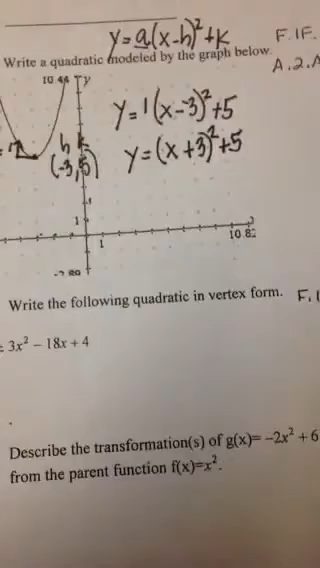 y=a(x-h)²+k
F.IF.
Write a quadratic modeled by the graph below.
A.2.A
10.44 y
y=1(x--3)²+5
h k
(-3,5)
y=(x+3)²+5
1
1
10.82
Write the following quadratic in vertex form.
= 3x² – 18x + 4
Describe the transformation(s) of g(x)= –2x² + 6
from the parent function f(x)=x².